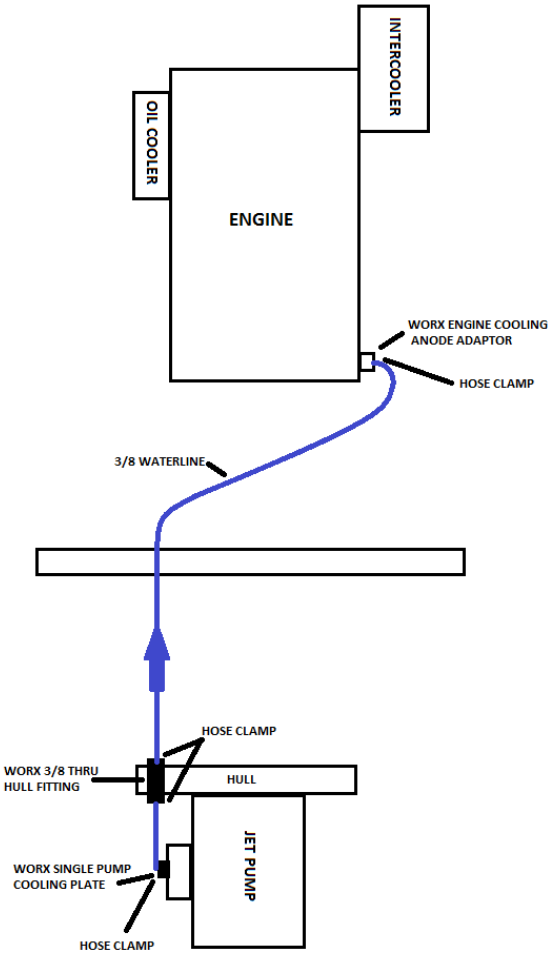 INTERCOOLER
OIL COOLER
ENGINE
WORX ENGINE COOLING
ANODE ADAPTOR
HOSE CLAMP
3/8 WATERLINE
HOSE CLAMP
WORX 3/8 THRU
HULL FITTING
HULL
JET PUMP
WORX SINGLE PUMP
COOLING PLATE
HOSE CLAMP